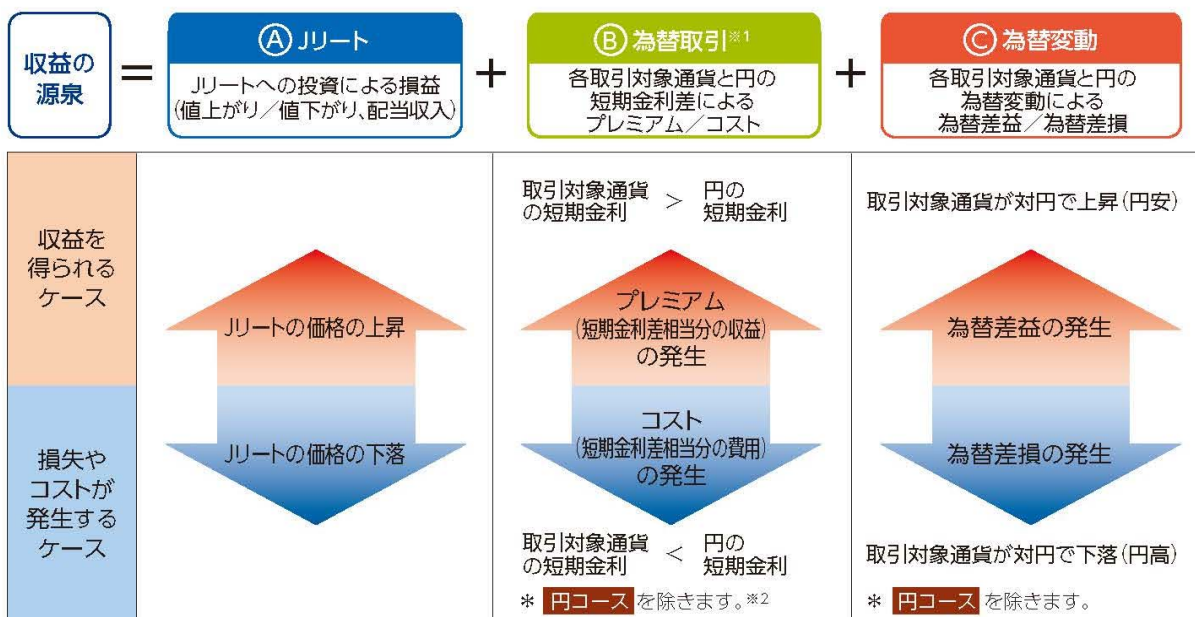 収益の
源泉
=
Ⓐ Jリート
Jリートへの投資による損益
(値上がり/値下がり、配当収入)
+
Ⓑ 為替取引※1
各取引対象通貨と円の
短期金利差による
プレミアム/コスト
+
Ⓒ 為替変動
各取引対象通貨と円の
為替変動による
為替差益/為替差損
収益を
得られる
ケース
Jリートの価格の上昇
取引対象通貨の短期金利 > 円の短期金利
プレミアム
(短期金利差相当分の収益)
の発生
取引対象通貨が対円で上昇(円安)
為替差益の発生
損失や
コストが
発生する
ケース
Jリートの価格の下落
コスト
(短期金利差相当分の費用)
の発生
取引対象通貨の短期金利 < 円の短期金利
* 円コース を除きます。※2
為替差損の発生
取引対象通貨が対円で下落(円高)
* 円コース を除きます。